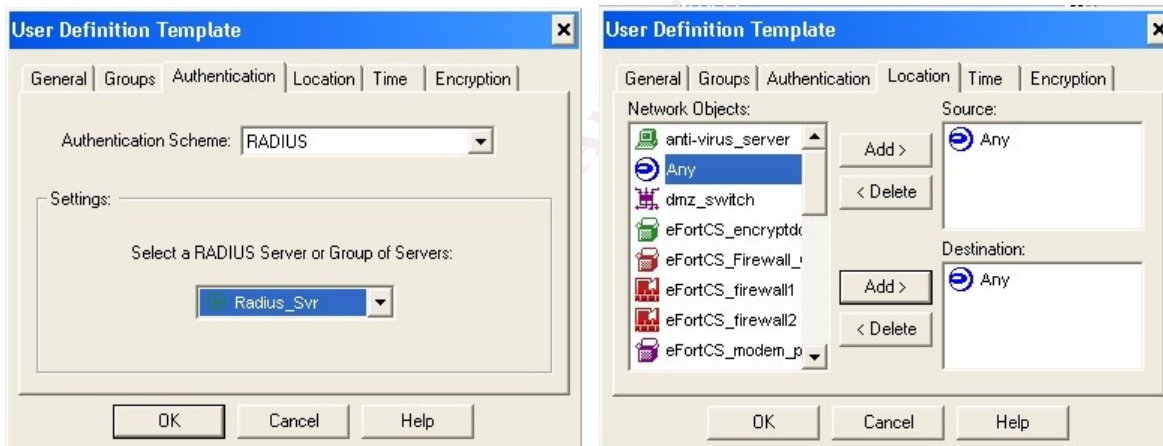 User Definition Template
General Groups Authentication Location Time Encryption
Authentication Scheme: RADIUS
Settings:
Select a RADIUS Server or Group of Servers:
Radius_Svr
OK Cancel Help
User Definition Template
General Groups Authentication Location Time Encryption
Network Objects:
anti-virus_server
Any
dmz_switch
eFortCS_encryptdo
eFortCS_Firewall_
eFortCS_firewall1
eFortCS_firewall2
eFortCS_modem_p
Add >
< Delete
Add >
< Delete
Source:
Any
Destination:
Any
OK Cancel Help